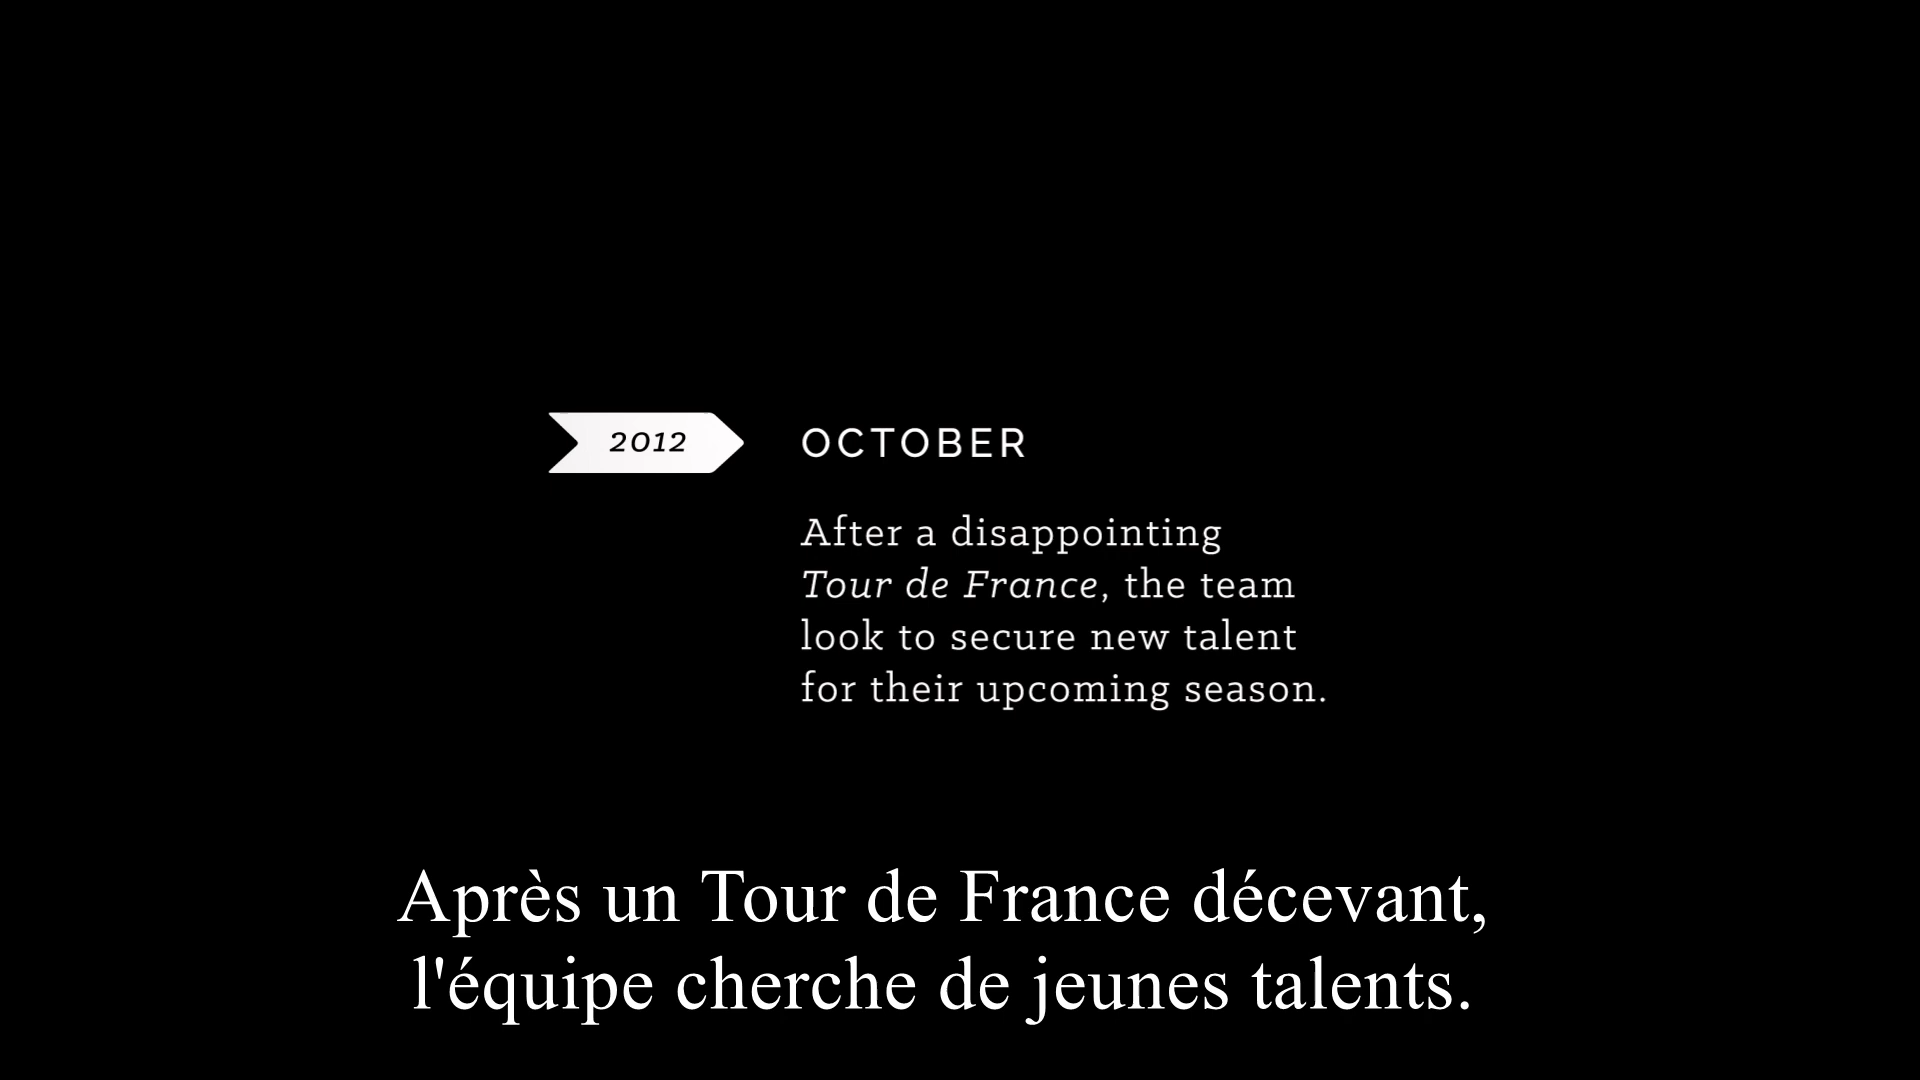 2012
OCTOBER
After a disappointing
Tour de France, the team
look to secure new talent
for their upcoming season.
Après un Tour de France décevant,
l'équipe cherche de jeunes talents.